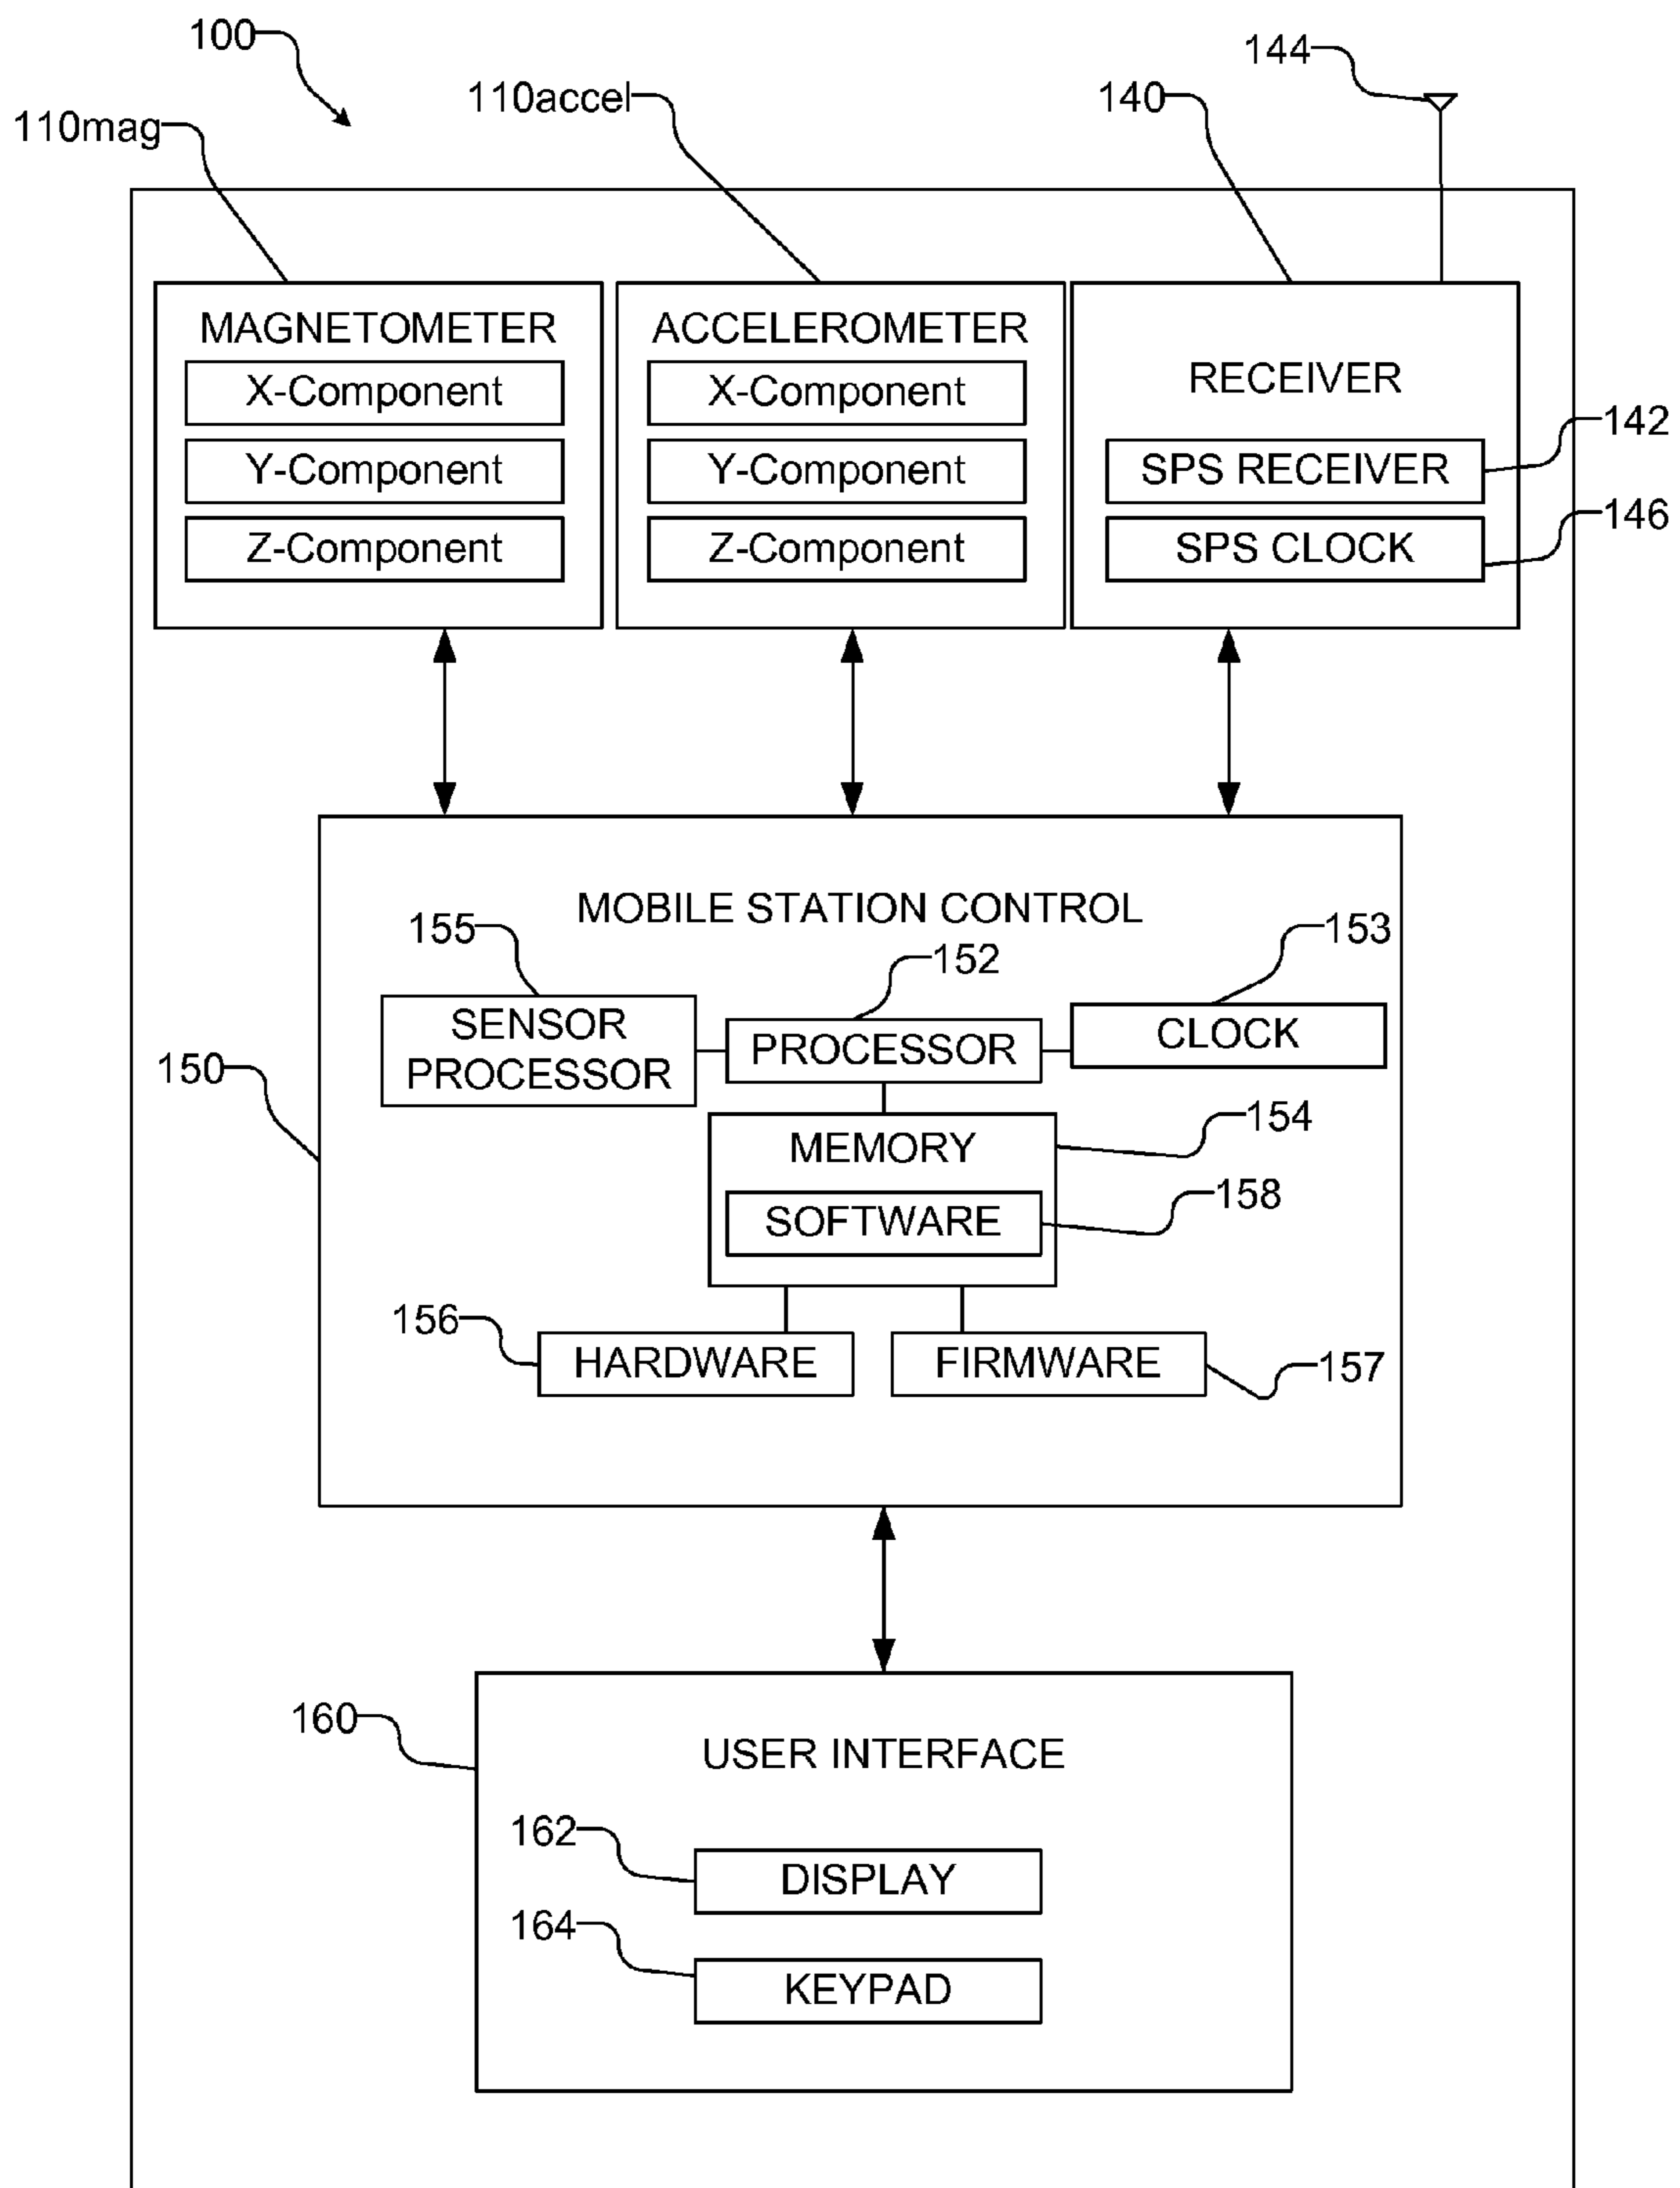 100
144
110accel
140
110mag
MAGNETOMETER
X-Component
Y-Component
Z-Component
ACCELEROMETER
X-Component
Y-Component
Z-Component
RECEIVER
SPS RECEIVER
142
SPS CLOCK
146
MOBILE STATION CONTROL
155
152
153
SENSOR
PROCESSOR
PROCESSOR
CLOCK
150
MEMORY
154
SOFTWARE
158
156
HARDWARE
FIRMWARE
157
160
USER INTERFACE
162
DISPLAY
164
KEYPAD